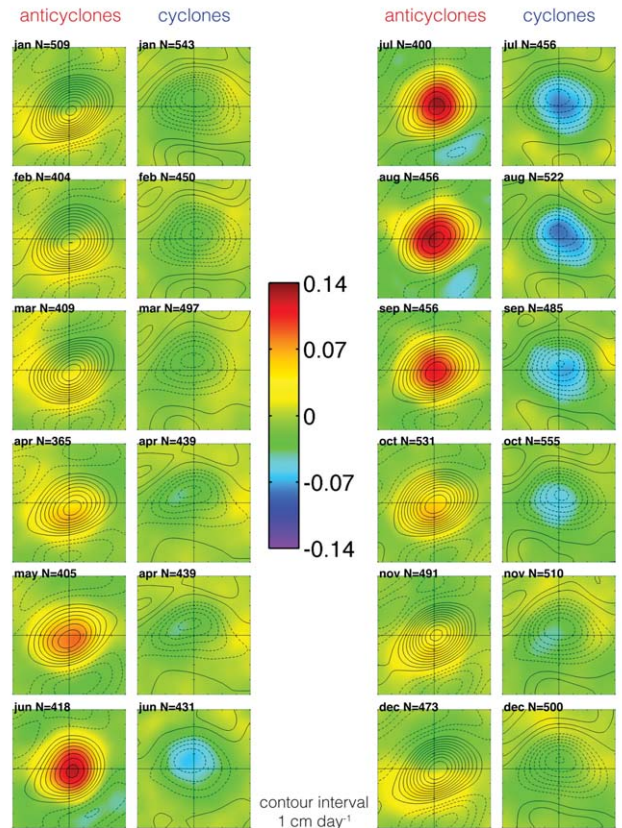 anticyclones cyclones anticyclones cyclones
jan N=509 jan N=543 jul N=400 jul N=456
feb N=404 feb N=450 aug N=456 aug N=522
mar N=409 mar N=497 sep N=456 sep N=485
apr N=365 apr N=439 oct N=531 oct N=555
may N=405 apr N=439 nov N=491 nov N=510
jun N=418 jun N=431 dec N=473 dec N=500
0.14
0.07
0
-0.07
-0.14
contour interval
1 cm day⁻¹